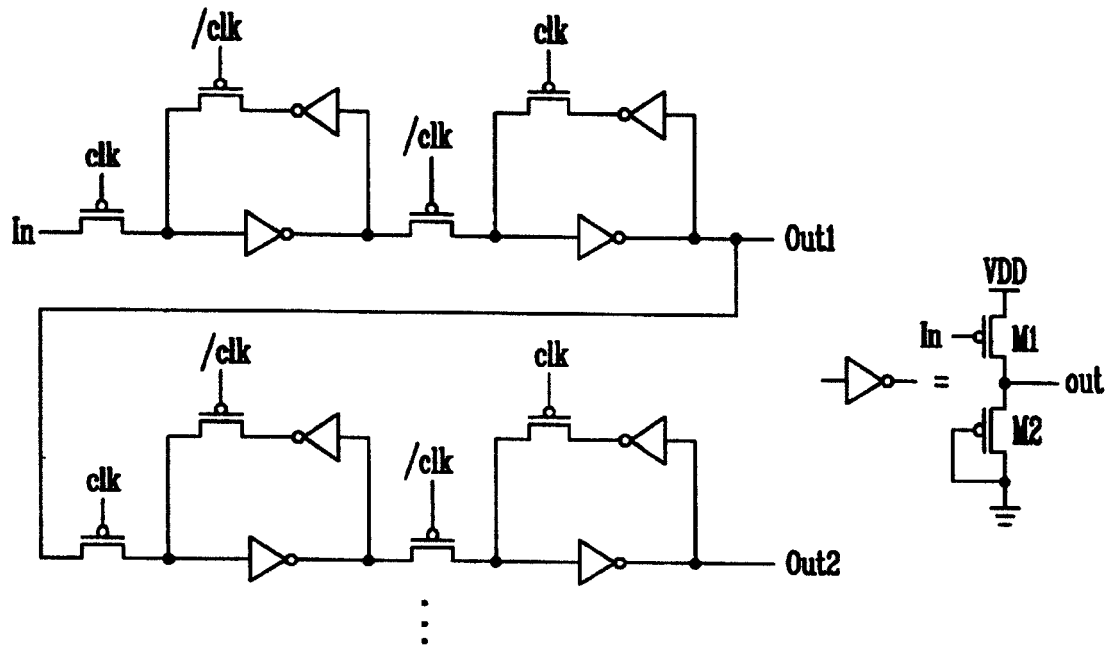 /clk
clk
clk
/clk
In
Out1
VDD
In
M1
=
out
M2
/clk
clk
clk
/clk
Out2